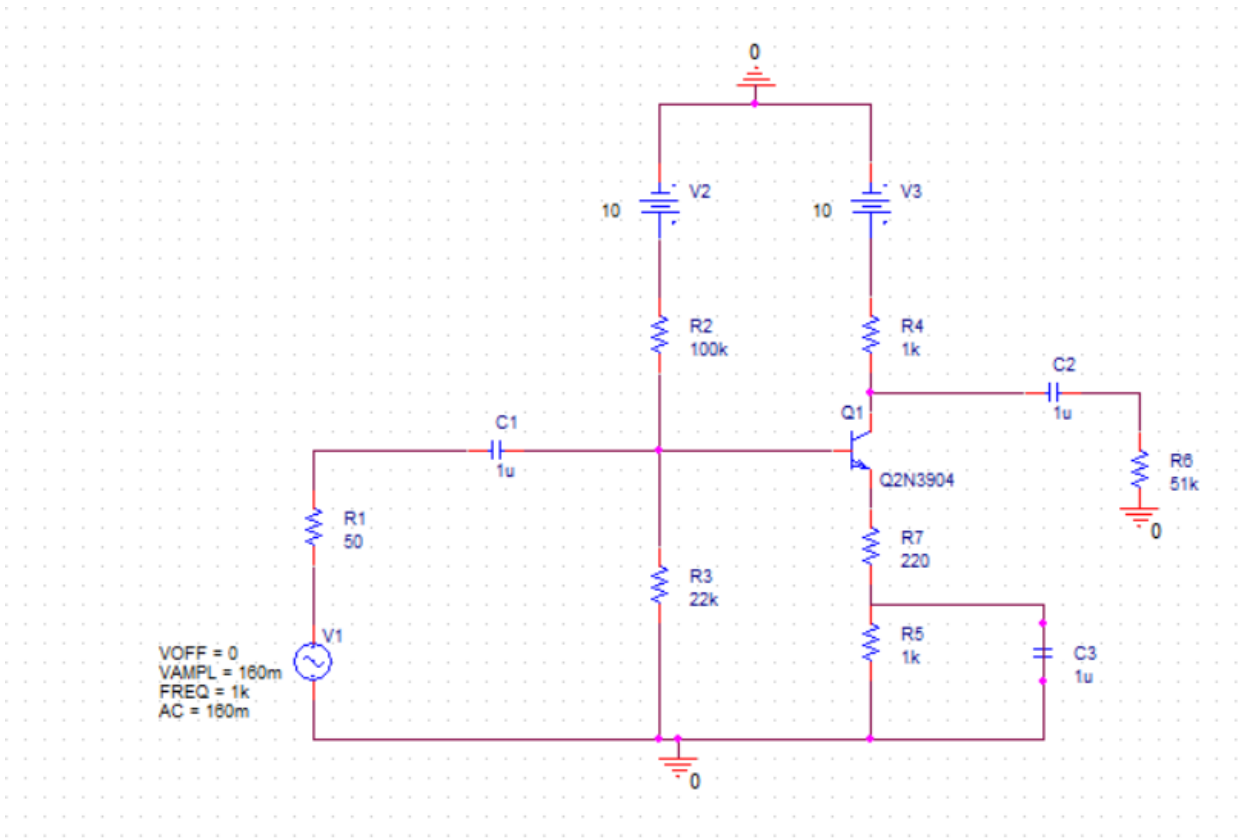 0
V2
10
V3
10
R2
100k
R4
1k
C2
1u
Q1
Q2N3904
C1
1u
R6
51k
0
R1
50
R7
220
R3
22k
R5
1k
C3
1u
V1
VOFF = 0
VAMPL = 160m
FREQ = 1k
AC = 160m
0